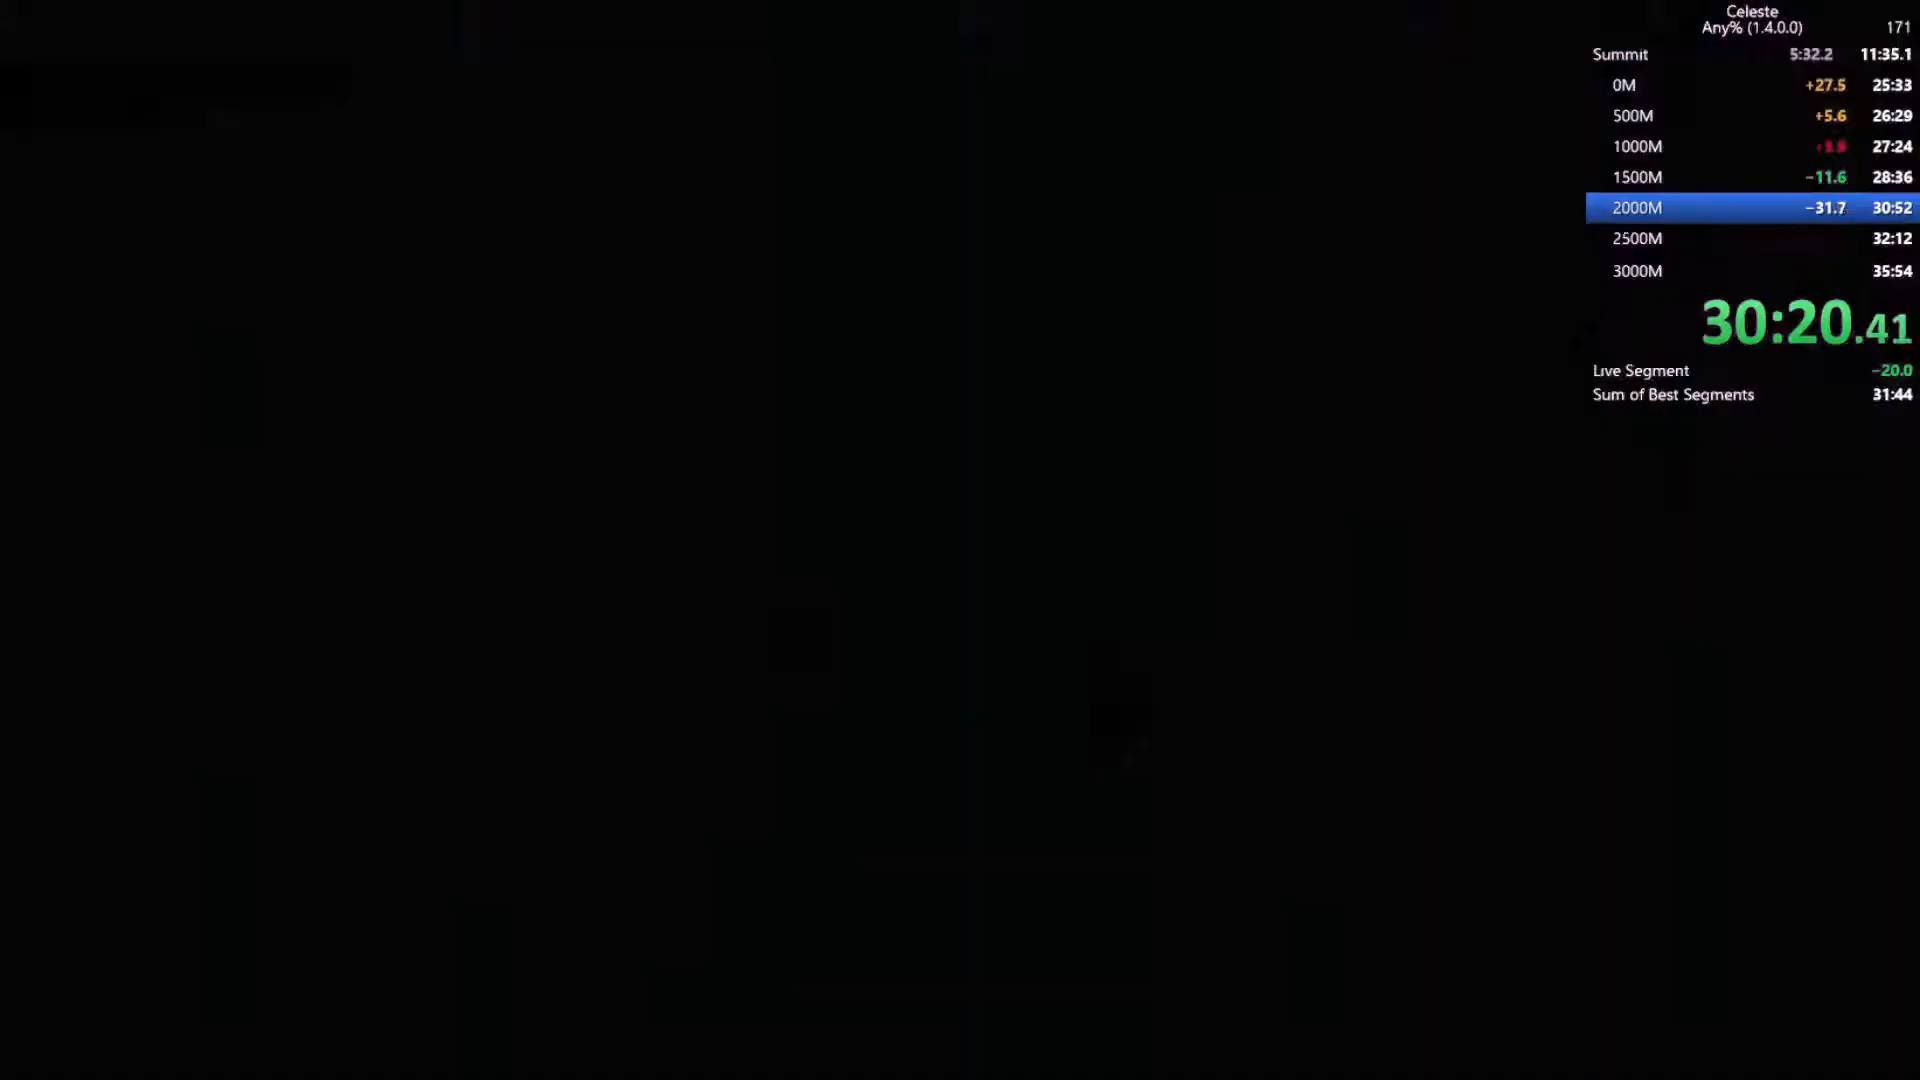 Celeste
Any% (1.4.0.0) 171
Summit 5:32.2 11:35.1
0M +27.5 25:33
500M +5.6 26:29
1000M 27:24
1500M −11.6 28:36
2000M −31.7 30:52
2500M 32:12
3000M 35:54
30:20.41
Live Segment −20.0
Sum of Best Segments 31:44